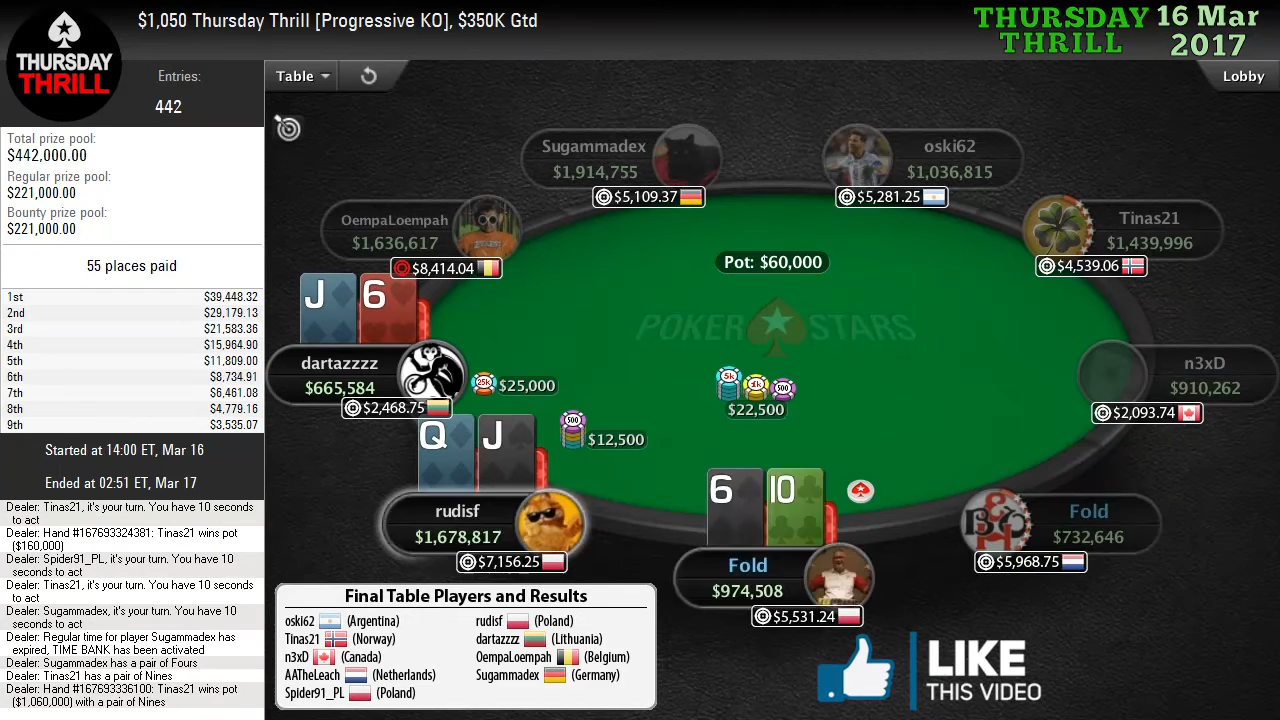 $1,050 Thursday Thrill [Progressive KO], $350K Gtd
THURSDAY THRILL
16 Mar 2017
THURSDAY
THRILL
Entries:
442
Table
Lobby
Total prize pool:
$442,000.00
Regular prize pool:
$221,000.00
Bounty prize pool:
$221,000.00
55 places paid
1st $39,448.32
2nd $29,179.13
3rd $21,583.36
4th $15,964.90
5th $11,809.00
6th $8,734.91
7th $6,461.08
8th $4,779.16
9th $3,535.07
Started at 14:00 ET, Mar 16
Ended at 02:51 ET, Mar 17
Dealer: Tinas21, it's your turn. You have 10 seconds
to act
Dealer: Hand #167693324381: Tinas21 wins pot
($160,000)
Dealer: Spider91_PL, it's your turn. You have 10
seconds to act
Dealer: Tinas21, it's your turn. You have 10 seconds
to act
Dealer: Sugammadex, it's your turn. You have 10
seconds to act
Dealer: Regular time for player Sugammadex has
expired, TIME BANK has been activated
Dealer: Sugammadex has a pair of Fours
Dealer: Tinas21 has a pair of Nines
Dealer: Hand #167693336100: Tinas21 wins pot
($1,060,000) with a pair of Nines
Sugammadex
$1,914,755
$5,109.37
oski62
$1,036,815
$5,281.25
OempaLoempah
$1,636,617
$8,414.04
Tinas21
$1,439,996
$4,539.06
Pot: $60,000
POKER STARS
J 6
dartazzzz
$665,584
$2,468.75
25k
$25,000
5k 1k 500
$22,500
n3xD
$910,262
$2,093.74
Q J
500
$12,500
rudisf
$1,678,817
$7,156.25
6 10
Fold
$974,508
$5,531.24
Fold
$732,646
$5,968.75
Final Table Players and Results
oski62 (Argentina) rudisf (Poland)
Tinas21 (Norway) dartazzzz (Lithuania)
n3xD (Canada) OempaLoempah (Belgium)
AATheLeach (Netherlands) Sugammadex (Germany)
Spider91_PL (Poland)
LIKE
THIS VIDEO